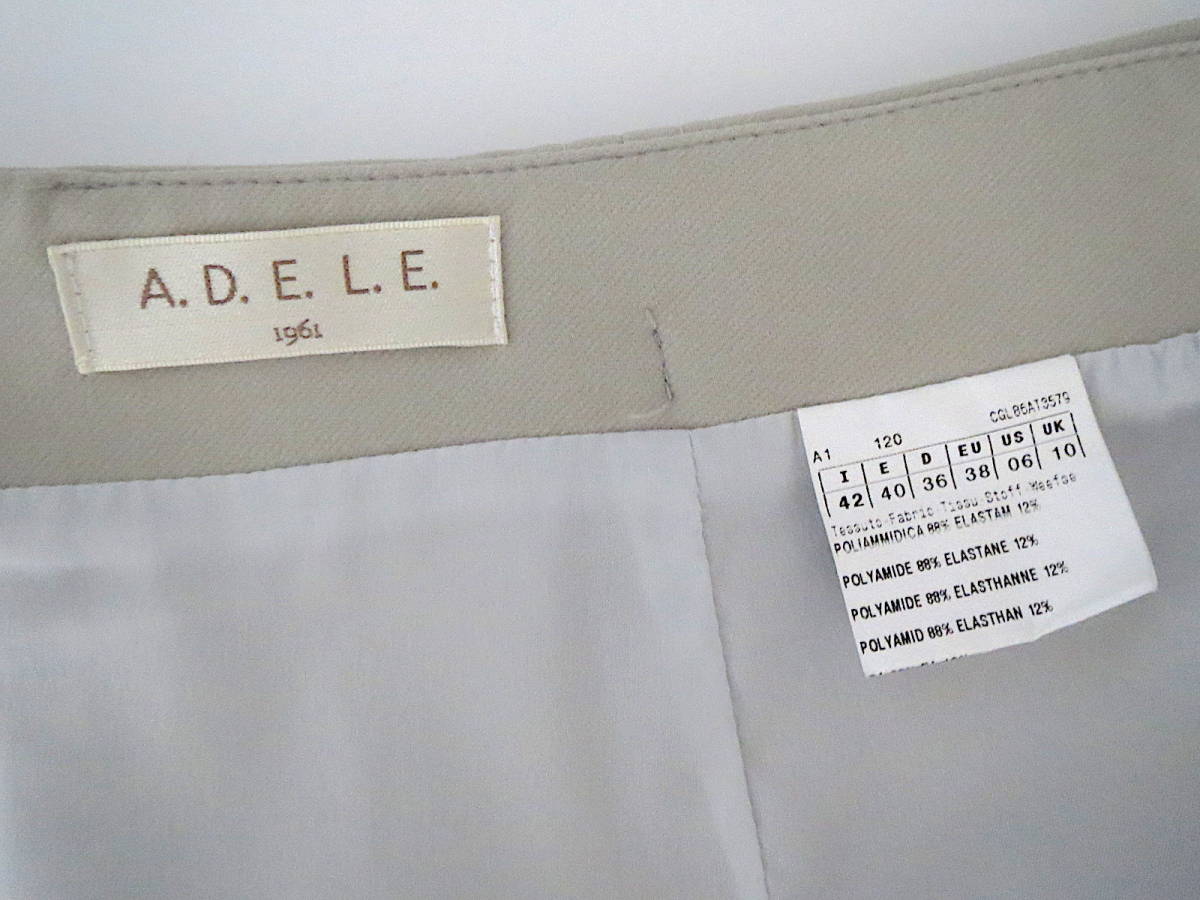 A. D. E. L. E.
1961
A1 120 CGL86AT3579
I E D EU US UK
42 40 36 38 06 10
Tessuto-Fabric-Tissu-Stoff-Weefse
POLIAMMIDICA 88% ELASTAM 12%
POLYAMIDE 88% ELASTANE 12%
POLYAMIDE 88% ELASTHANNE 12%
POLYAMID 88% ELASTHAN 12%